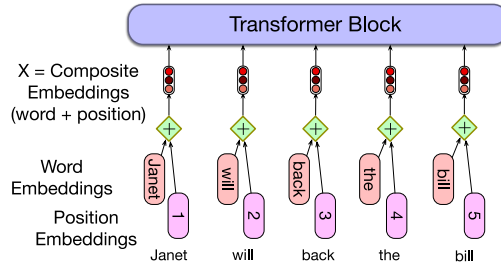 Transformer Block
X = Composite
Embeddings
(word + position)
+ + + + +
Word
Embeddings
Janet will back the bill
Position
Embeddings
1 2 3 4 5
Janet will back the bill